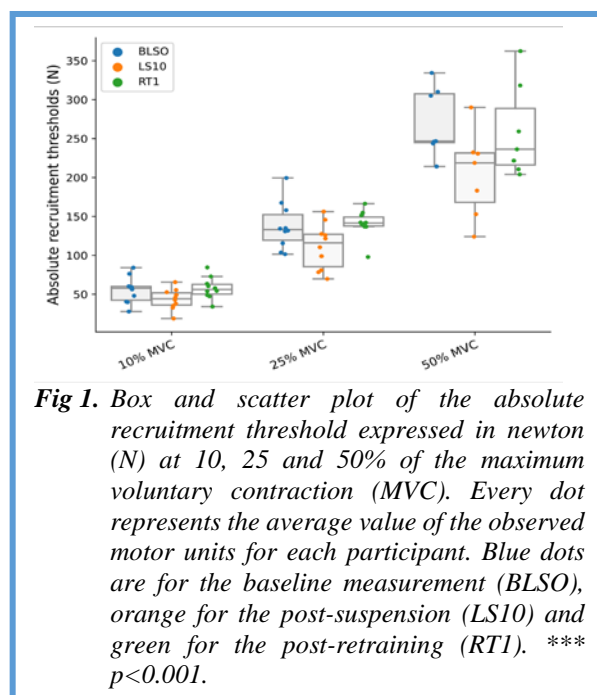 BLSO
LS10
RT1
Absolute recruitment thresholds (N)
350
300
250
200
150
100
50
10% MVC
25% MVC
50% MVC
Fig 1. Box and scatter plot of the absolute
recruitment threshold expressed in newton
(N) at 10, 25 and 50% of the maximum
voluntary contraction (MVC). Every dot
represents the average value of the observed
motor units for each participant. Blue dots
are for the baseline measurement (BLSO),
orange for the post-suspension (LS10) and
green for the post-retraining (RT1). ***
p<0.001.